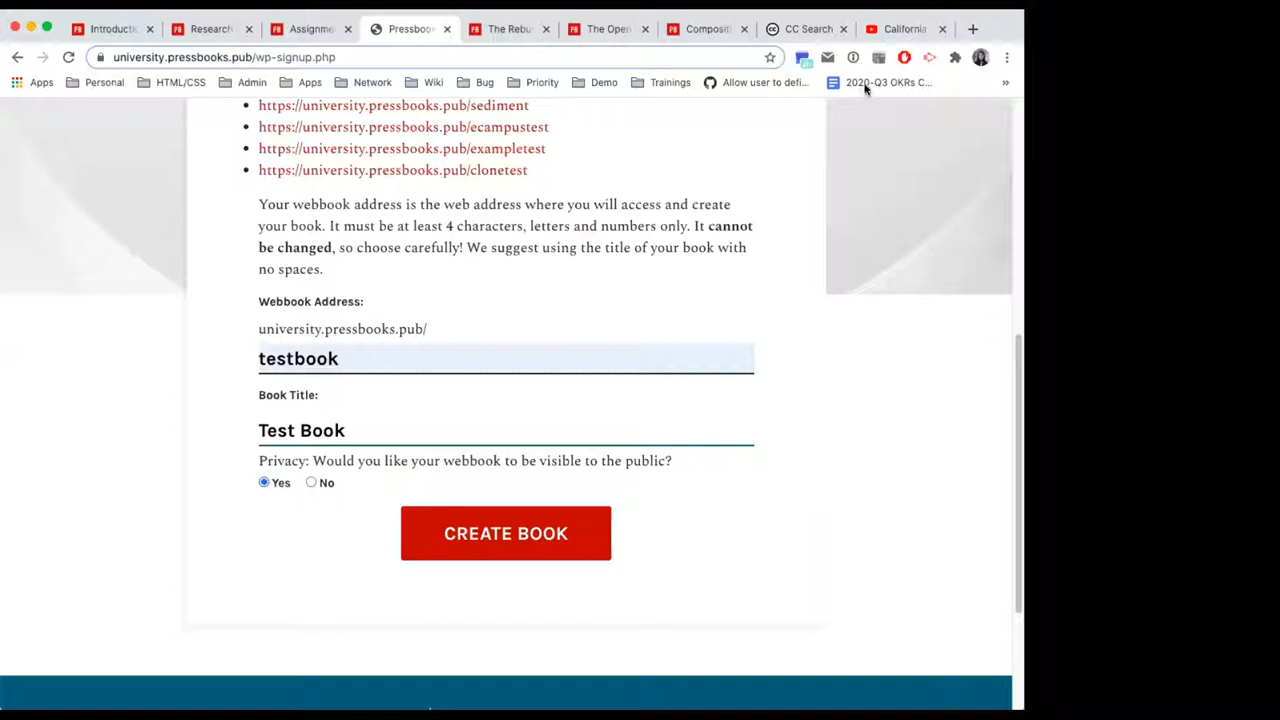 Introducti
Research
Assignme
Pressboo
The Rebu
The Open
Composit
CC Search
California
university.pressbooks.pub/wp-signup.php
Apps
Personal
HTML/CSS
Admin
Apps
Network
Wiki
Bug
Priority
Demo
Trainings
Allow user to defi...
2020-Q3 OKRs C...
»
https://university.pressbooks.pub/sediment
https://university.pressbooks.pub/ecampustest
https://university.pressbooks.pub/exampletest
https://university.pressbooks.pub/clonetest
Your webbook address is the web address where you will access and create
your book. It must be at least 4 characters, letters and numbers only. It cannot
be changed, so choose carefully! We suggest using the title of your book with
no spaces.
Webbook Address:
university.pressbooks.pub/
testbook
Book Title:
Test Book
Privacy: Would you like your webbook to be visible to the public?
Yes No
CREATE BOOK